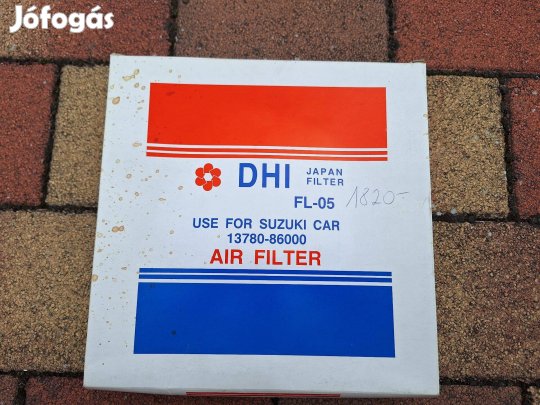 Jófogás
DHI JAPAN FILTER
FL-05 1820-
USE FOR SUZUKI CAR
13780-86000
AIR FILTER